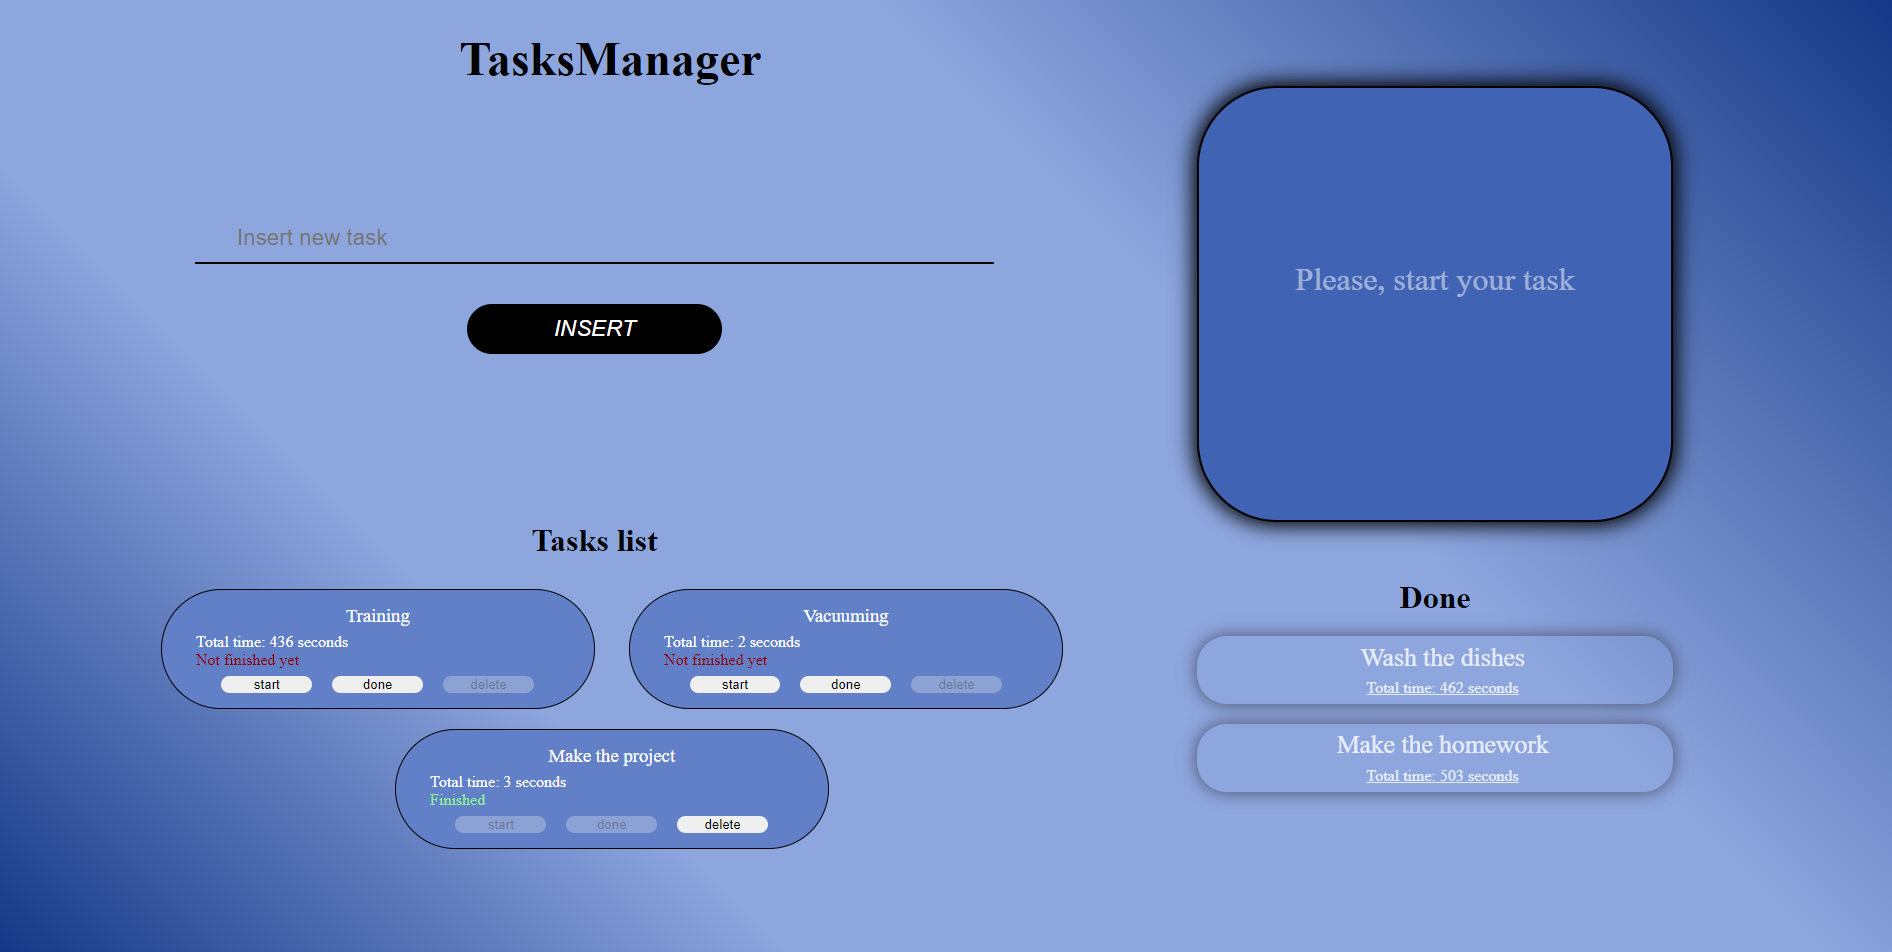 TasksManager
Insert new task
INSERT
Please, start your task
Tasks list
Training
Total time: 436 seconds
Not finished yet
start done delete
Vacuuming
Total time: 2 seconds
Not finished yet
start done delete
Make the project
Total time: 3 seconds
Finished
start done delete
Done
Wash the dishes
Total time: 462 seconds
Make the homework
Total time: 503 seconds